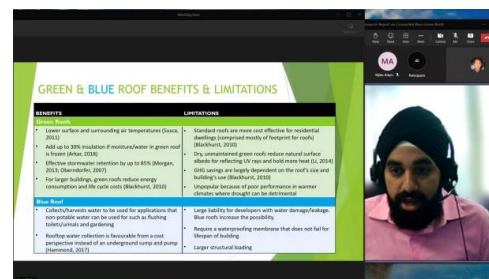 GREEN & BLUE ROOF BENEFITS & LIMITATIONS
BENEFITS
LIMITATIONS
Green Roofs
• Lower surface and surrounding air temperatures (Susca,
2011)
• Add up to 30% insulation if moisture/water in green roof
is frozen (Arkar, 2018)
• Effective stormwater retention by up to 85% (Morgan,
2013; Oberndorfer, 2007)
• For larger buildings, green roofs reduce energy
consumption and life cycle costs (Blackhurst, 2010)
• Standard roofs are more cost effective for residential
dwellings (comprised mostly of footprint for roofs)
(Blackhurst, 2010)
• Dry, unmaintained green roofs reduce natural surface
albedo for reflecting UV rays and hold more heat (Li, 2014)
• GHG savings are largely dependent on the roof's size and
building's use (Blackhurst, 2010)
• Unpopular because of poor performance in warmer
climates where drought can be detrimental
Blue Roof
• Collects/harvests water to be used for applications that
non-potable water can be used for such as flushing
toilets/urinals and gardening
• Rooftop water collection is favourable from a cost
perspective instead of an underground sump and pump
(Hammond, 2017)
• Large liability for developers with water damage/leakage.
Blue roofs increase the possibility.
• Require a waterproofing membrane that does not fail for
lifespan of building
• Larger structural loading
MA